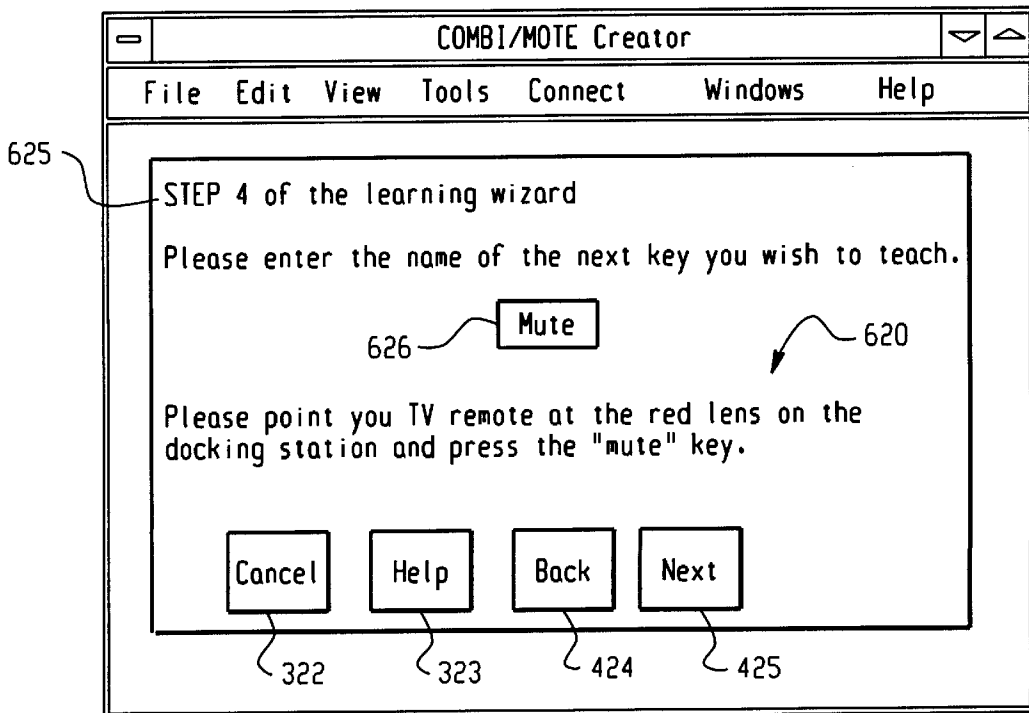 COMBI/MOTE Creator
File Edit View Tools Connect Windows Help
625
STEP 4 of the learning wizard
Please enter the name of the next key you wish to teach.
Mute
626
620
Please point you TV remote at the red lens on the
docking station and press the "mute" key.
Cancel Help Back Next
322 323 424 425